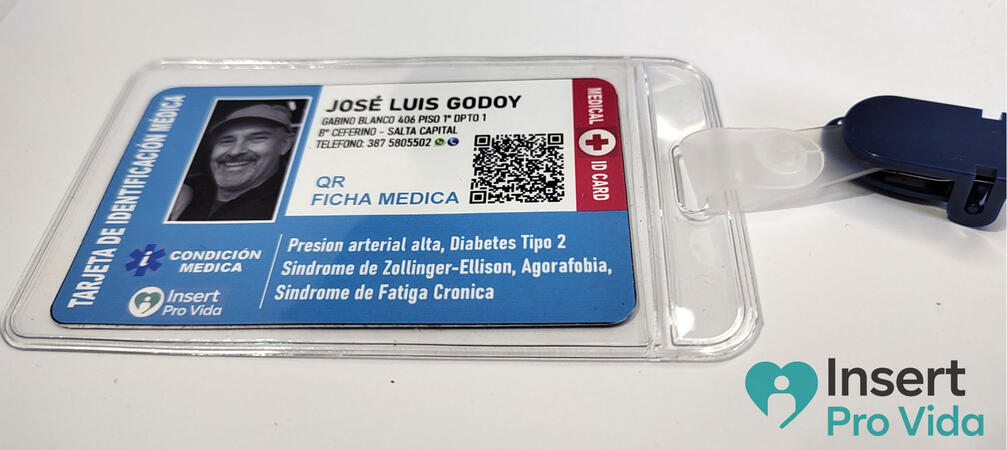 TARJETA DE IDENTIFICACIÓN MÉDICA
JOSÉ LUIS GODOY
GABINO BLANCO 406 PISO 1° DPTO 1
B° CEFERINO - SALTA CAPITAL
TELEFONO: 387 5805502
QR
FICHA MEDICA
MEDICAL ID CARD
CONDICIÓN
MEDICA
Presion arterial alta, Diabetes Tipo 2
Sindrome de Zollinger-Ellison, Agorafobia,
Sindrome de Fatiga Cronica
Insert
Pro Vida
Insert
Pro Vida